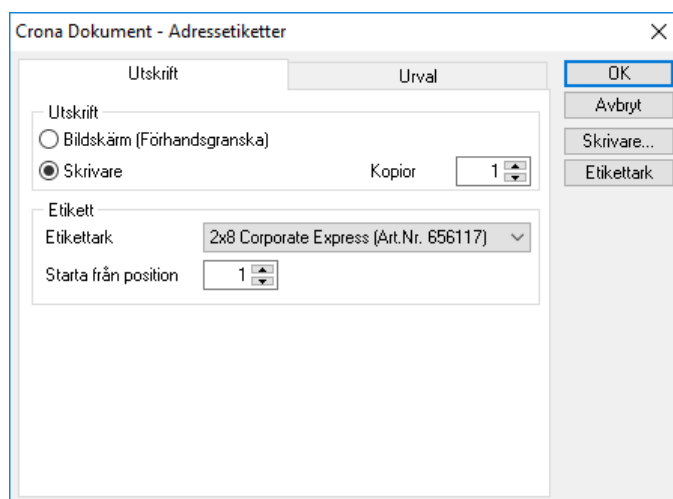 Crona Dokument - Adressetiketter
Utskrift
Urval
OK
Avbryt
Skrivare...
Etikettark
Utskrift
Bildskärm (Förhandsgranska)
Skrivare
Kopior
1
Etikett
Etikettark
2x8 Corporate Express (Art.Nr. 656117)
Starta från position
1